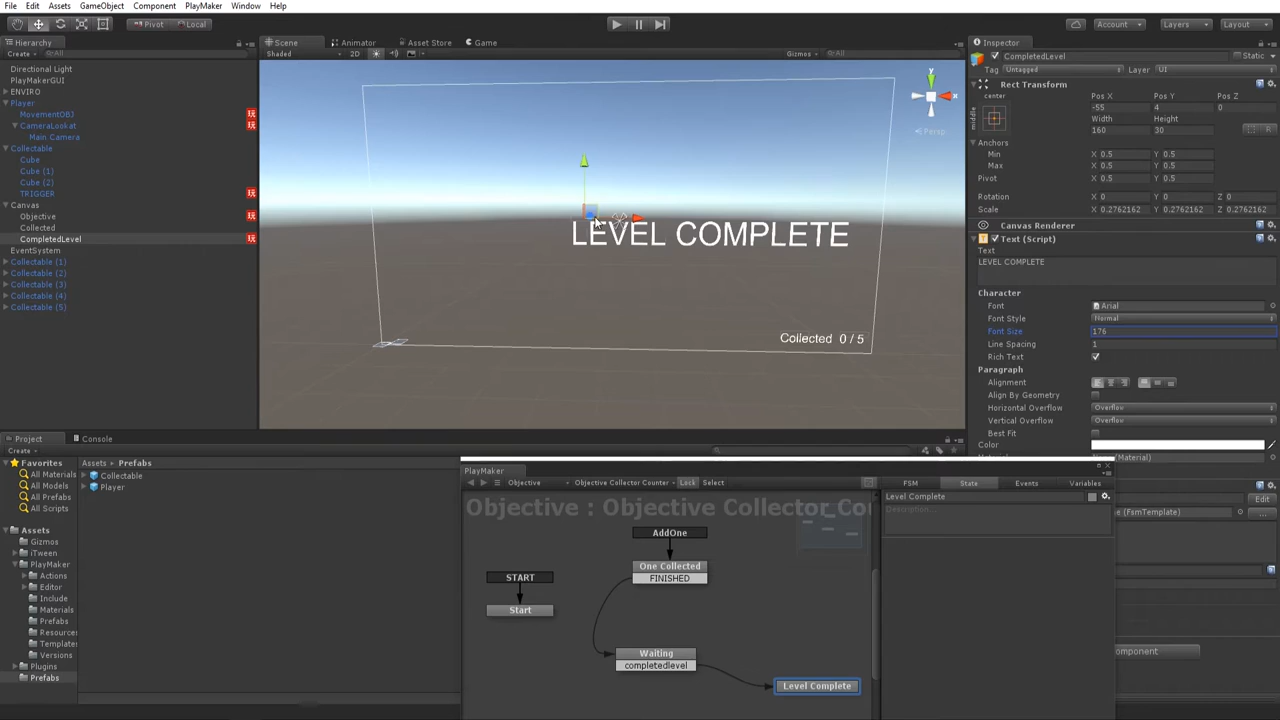 File Edit Assets GameObject Component PlayMaker Window Help
Pivot Local Account Layers Layout
Hierarchy Scene Animator Asset Store Game Inspector
Create All Shaded 2D Gizmos All
CompletedLevel Static
Tag Untagged Layer UI
Directional Light
PlayMakerGUI
ENVIRO
Player
MovementOBJ
CameraLookat
Main Camera
Collectable
Cube
Cube (1)
Cube (2)
TRIGGER
Canvas
Objective
Collected
CompletedLevel
EventSystem
Collectable (1)
Collectable (2)
Collectable (3)
Collectable (4)
Collectable (5)
y
x
Persp
LEVEL COMPLETE
Collected 0 / 5
Rect Transform
center Pos X Pos Y Pos Z
middle -55 4 0
Width Height
160 30 R
Anchors
Min X 0.5 Y 0.5
Max X 0.5 Y 0.5
Pivot X 0.5 Y 0.5
Rotation X 0 Y 0 Z 0
Scale X 0.2762162 Y 0.2762162 Z 0.2762162
Canvas Renderer
Text (Script)
Text
LEVEL COMPLETE
Character
Font Arial
Font Style Normal
Font Size 176
Line Spacing 1
Rich Text
Paragraph
Alignment
Align By Geometry
Horizontal Overflow Overflow
Vertical Overflow Overflow
Best Fit
Color
(Material)
Edit
(FsmTemplate) ...
Project Console
Create
Favorites
All Materials
All Models
All Prefabs
All Scripts
Assets
Gizmos
iTween
PlayMaker
Actions
Editor
Include
Materials
Prefabs
Resources
Templates
Versions
Plugins
Prefabs
Assets Prefabs
Collectable
Player
PlayMaker
Objective Objective Collector Counter Lock Select FSM State Events Variables
Objective : Objective Collector Co
Level Complete
Description...
AddOne
One Collected
FINISHED
START
Start
Waiting
completedlevel
Level Complete
omponent